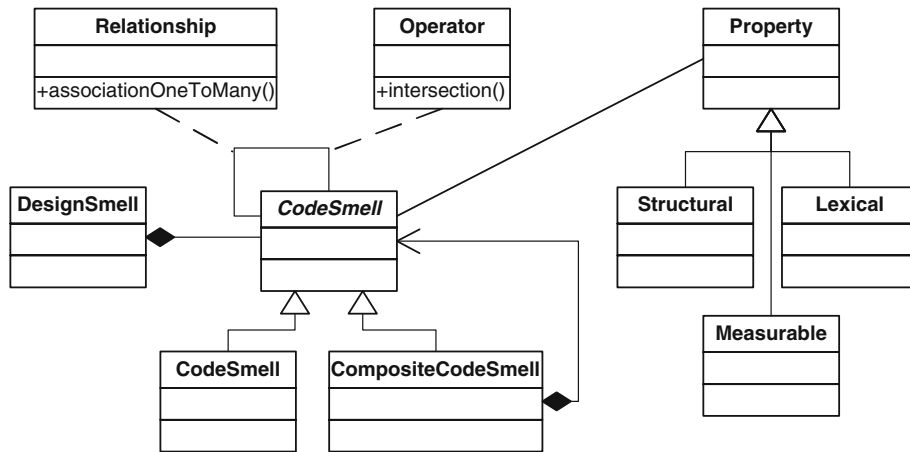 Relationship
+associationOneToMany()
Operator
+intersection()
Property
DesignSmell
CodeSmell
Structural
Lexical
CodeSmell
CompositeCodeSmell
Measurable